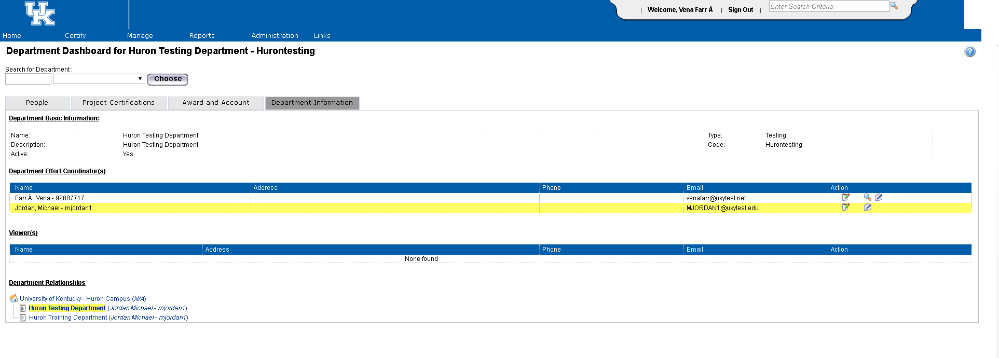 UK
| Welcome, Vena Farr Â | Sign Out | Enter Search Criteria
Home Certify Manage Reports Administration Links
Department Dashboard for Huron Testing Department - Hurontesting
?
Search for Department :
Choose
People Project Certifications Award and Account Department Information
Department Basic Information:
Name: Huron Testing Department Type: Testing
Description: Huron Testing Department Code: Hurontesting
Active: Yes
Department Effort Coordinator(s)
Name Address Phone Email Action
Farr Â , Vena - 99887717 venafarr@ukytest.net
Jordan, Michael - mjordan1 MJORDAN1@ukytest.edu
Viewer(s)
Name Address Phone Email Action
None found
Department Relationships
University of Kentucky - Huron Campus (N/A)
Huron Testing Department (Jordan Michael - mjordan1)
Huron Training Department (Jordan Michael - mjordan1)